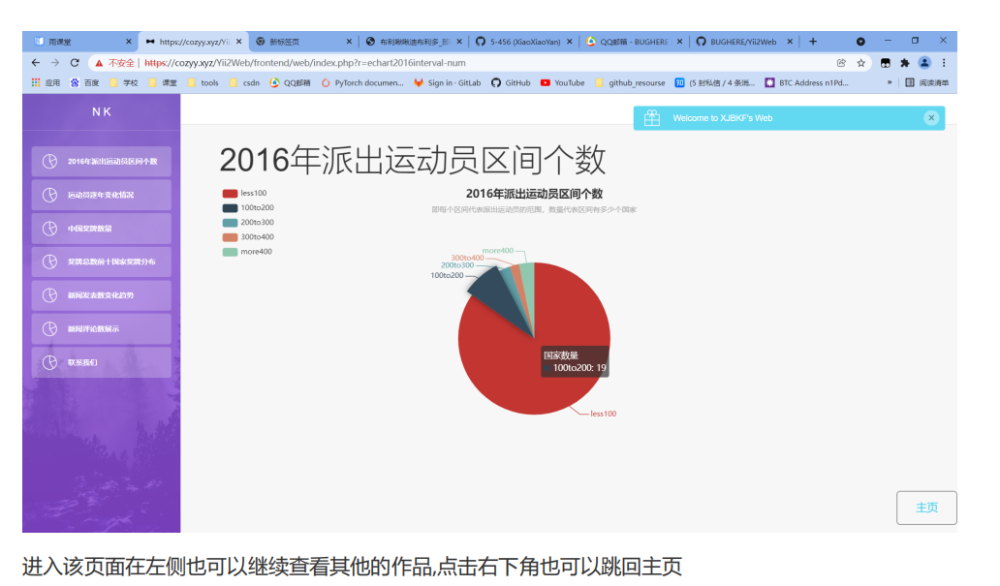 雨课堂
https://cozyy.xyz/Yii
新标签页
布利啾啾迪布利多_哔
5-456 (XiaoXiaoYan)
QQ邮箱 - BUGHERE
BUGHERE/Yii2Web
不安全 | https://cozyy.xyz/Yii2Web/frontend/web/index.php?r=echart2016interval-num
应用
百度
学校
课堂
tools
csdn
QQ邮箱
PyTorch documen...
Sign in · GitLab
GitHub
YouTube
github_resourse
(5 封私信 / 4 条消...
BTC Address n1Pd...
»
阅读清单
N K
Welcome to XJBKF's Web
2016年派出运动员区间个数
运动员逐年变化情况
中国奖牌数量
奖牌总数前十国家奖牌分布
新闻发表数变化趋势
新闻评论数展示
联系我们
2016年派出运动员区间个数
less100
100to200
200to300
300to400
more400
2016年派出运动员区间个数
即每个区间代表派出运动员的范围，数量代表区间有多少个国家
more400
300to400
200to300
100to200
国家数量
100to200: 19
less100
主页
进入该页面在左侧也可以继续查看其他的作品,点击右下角也可以跳回主页